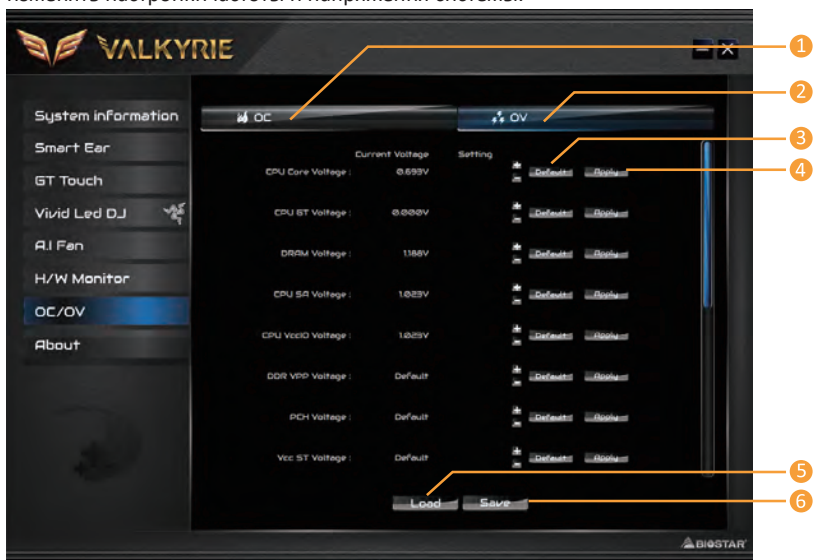 VALKYRIE
1
2
System information
OC
OV
Smart Ear
Current Voltage Setting
3
CPU Core Voltage : 0.693V Default Apply
4
GT Touch
Vivid Led DJ
CPU GT Voltage : 0.000V Default Apply
A.I Fan
DRAM Voltage : 1.188V Default Apply
H/W Monitor
CPU SA Voltage : 1.029V Default Apply
OC/OV
CPU VccIO Voltage : 1.029V Default Apply
About
DDR VPP Voltage : Default Default Apply
PCH Voltage : Default Default Apply
Vcc ST Voltage : Default Default Apply
5
Load Save
6
BIOSTAR